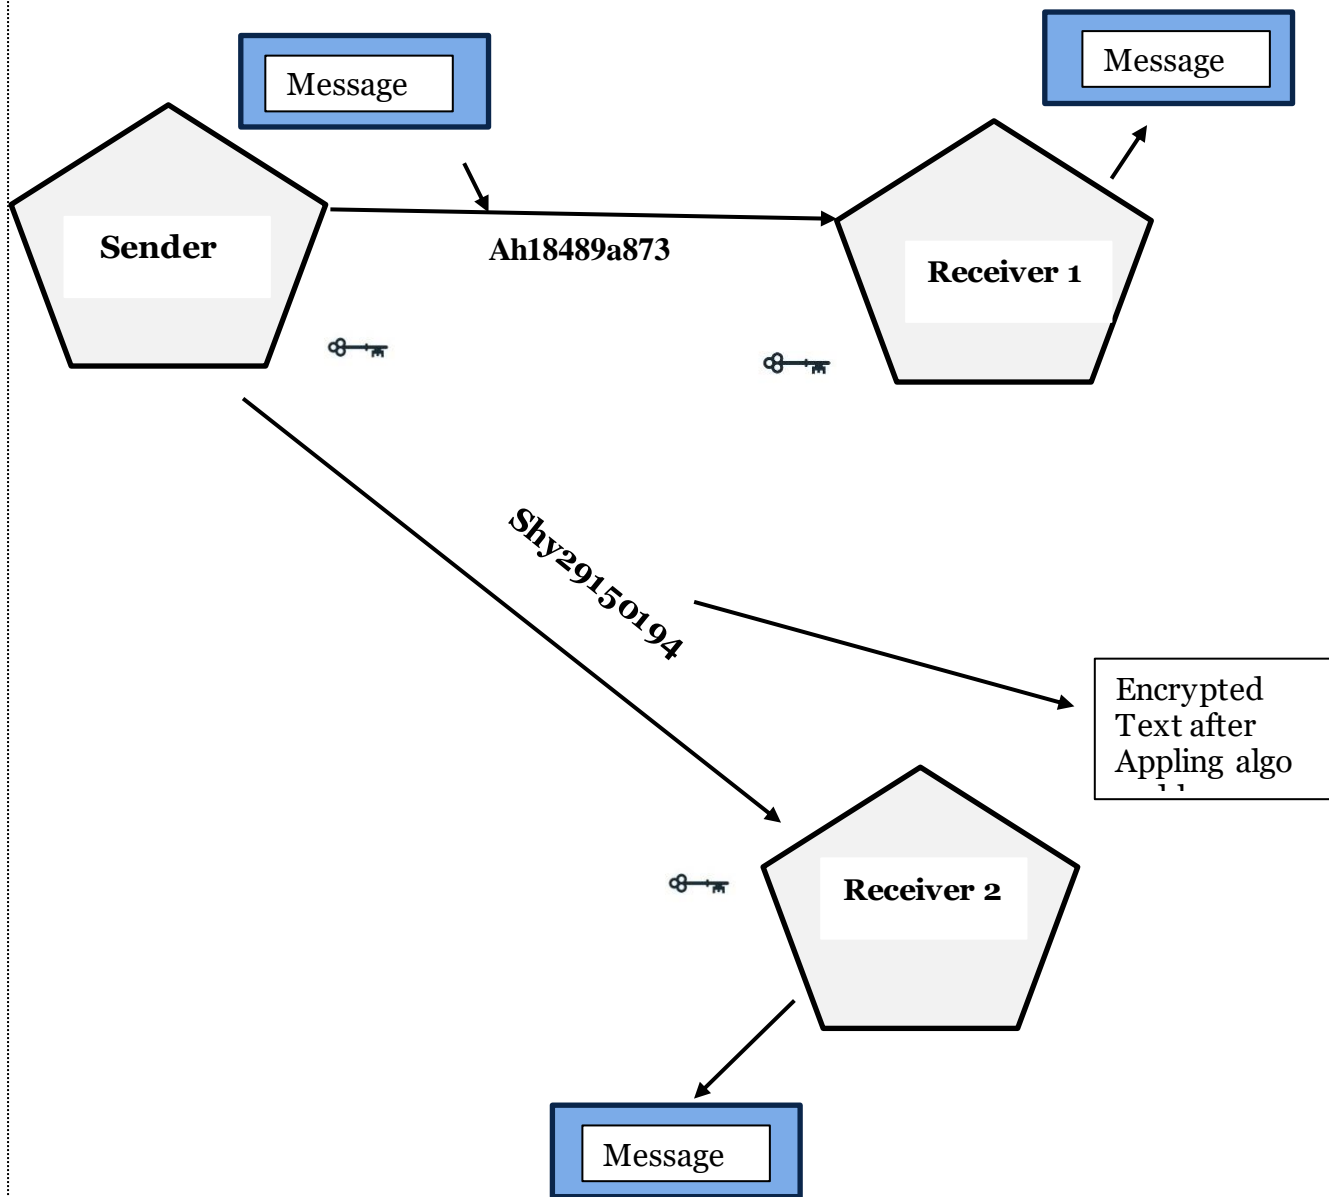 Message
Message
Sender
Ah18489a873
Receiver 1
Shy29150194
Encrypted
Text after
Appling algo
Receiver 2
Message